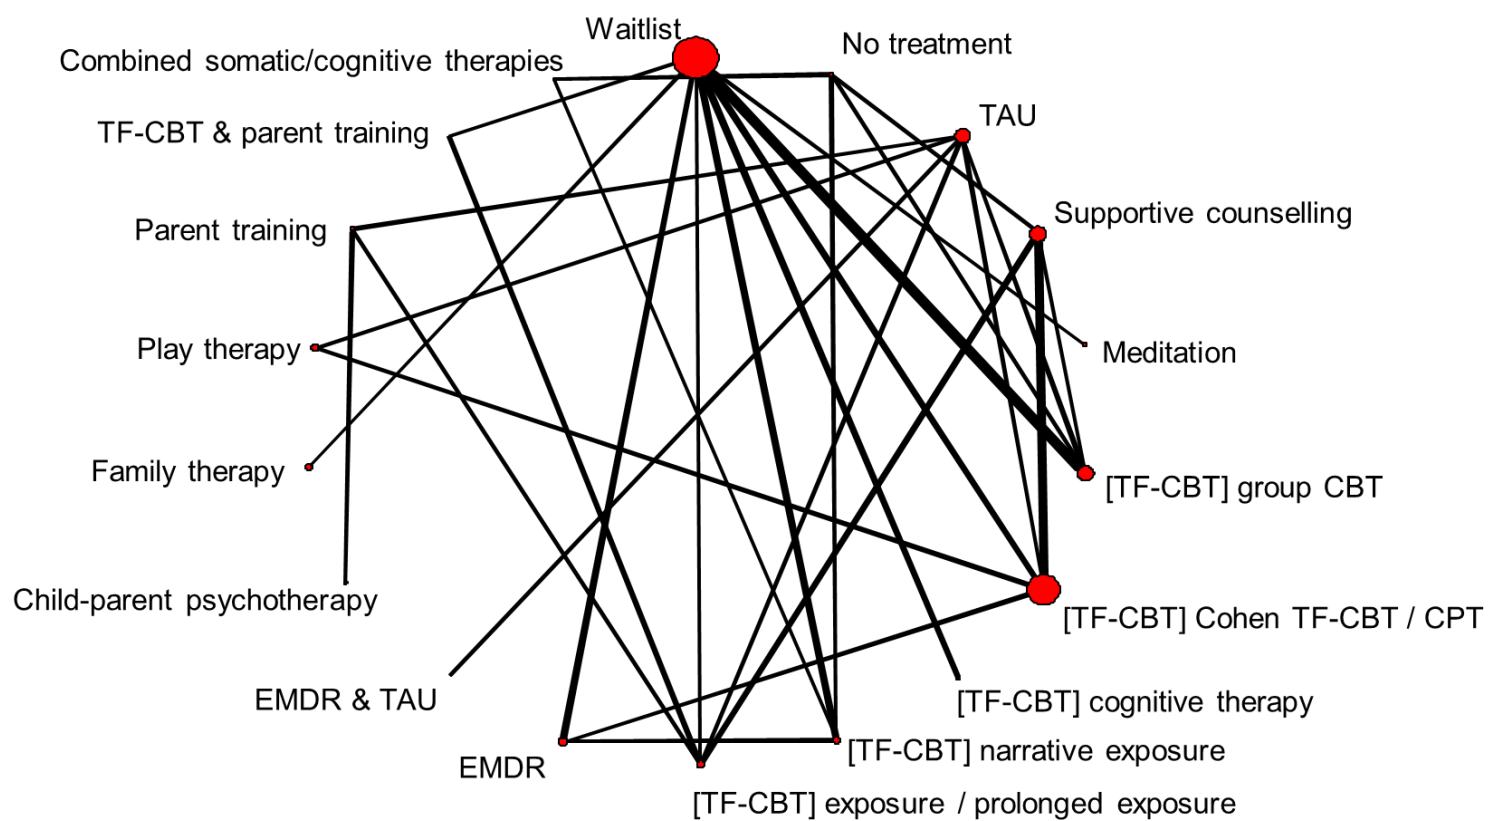 Waitlist
No treatment
Combined somatic/cognitive therapies
TAU
TF-CBT & parent training
Supportive counselling
Parent training
Play therapy
Meditation
Family therapy
[TF-CBT] group CBT
Child-parent psychotherapy
[TF-CBT] Cohen TF-CBT / CPT
EMDR & TAU
[TF-CBT] cognitive therapy
[TF-CBT] narrative exposure
EMDR
[TF-CBT] exposure / prolonged exposure